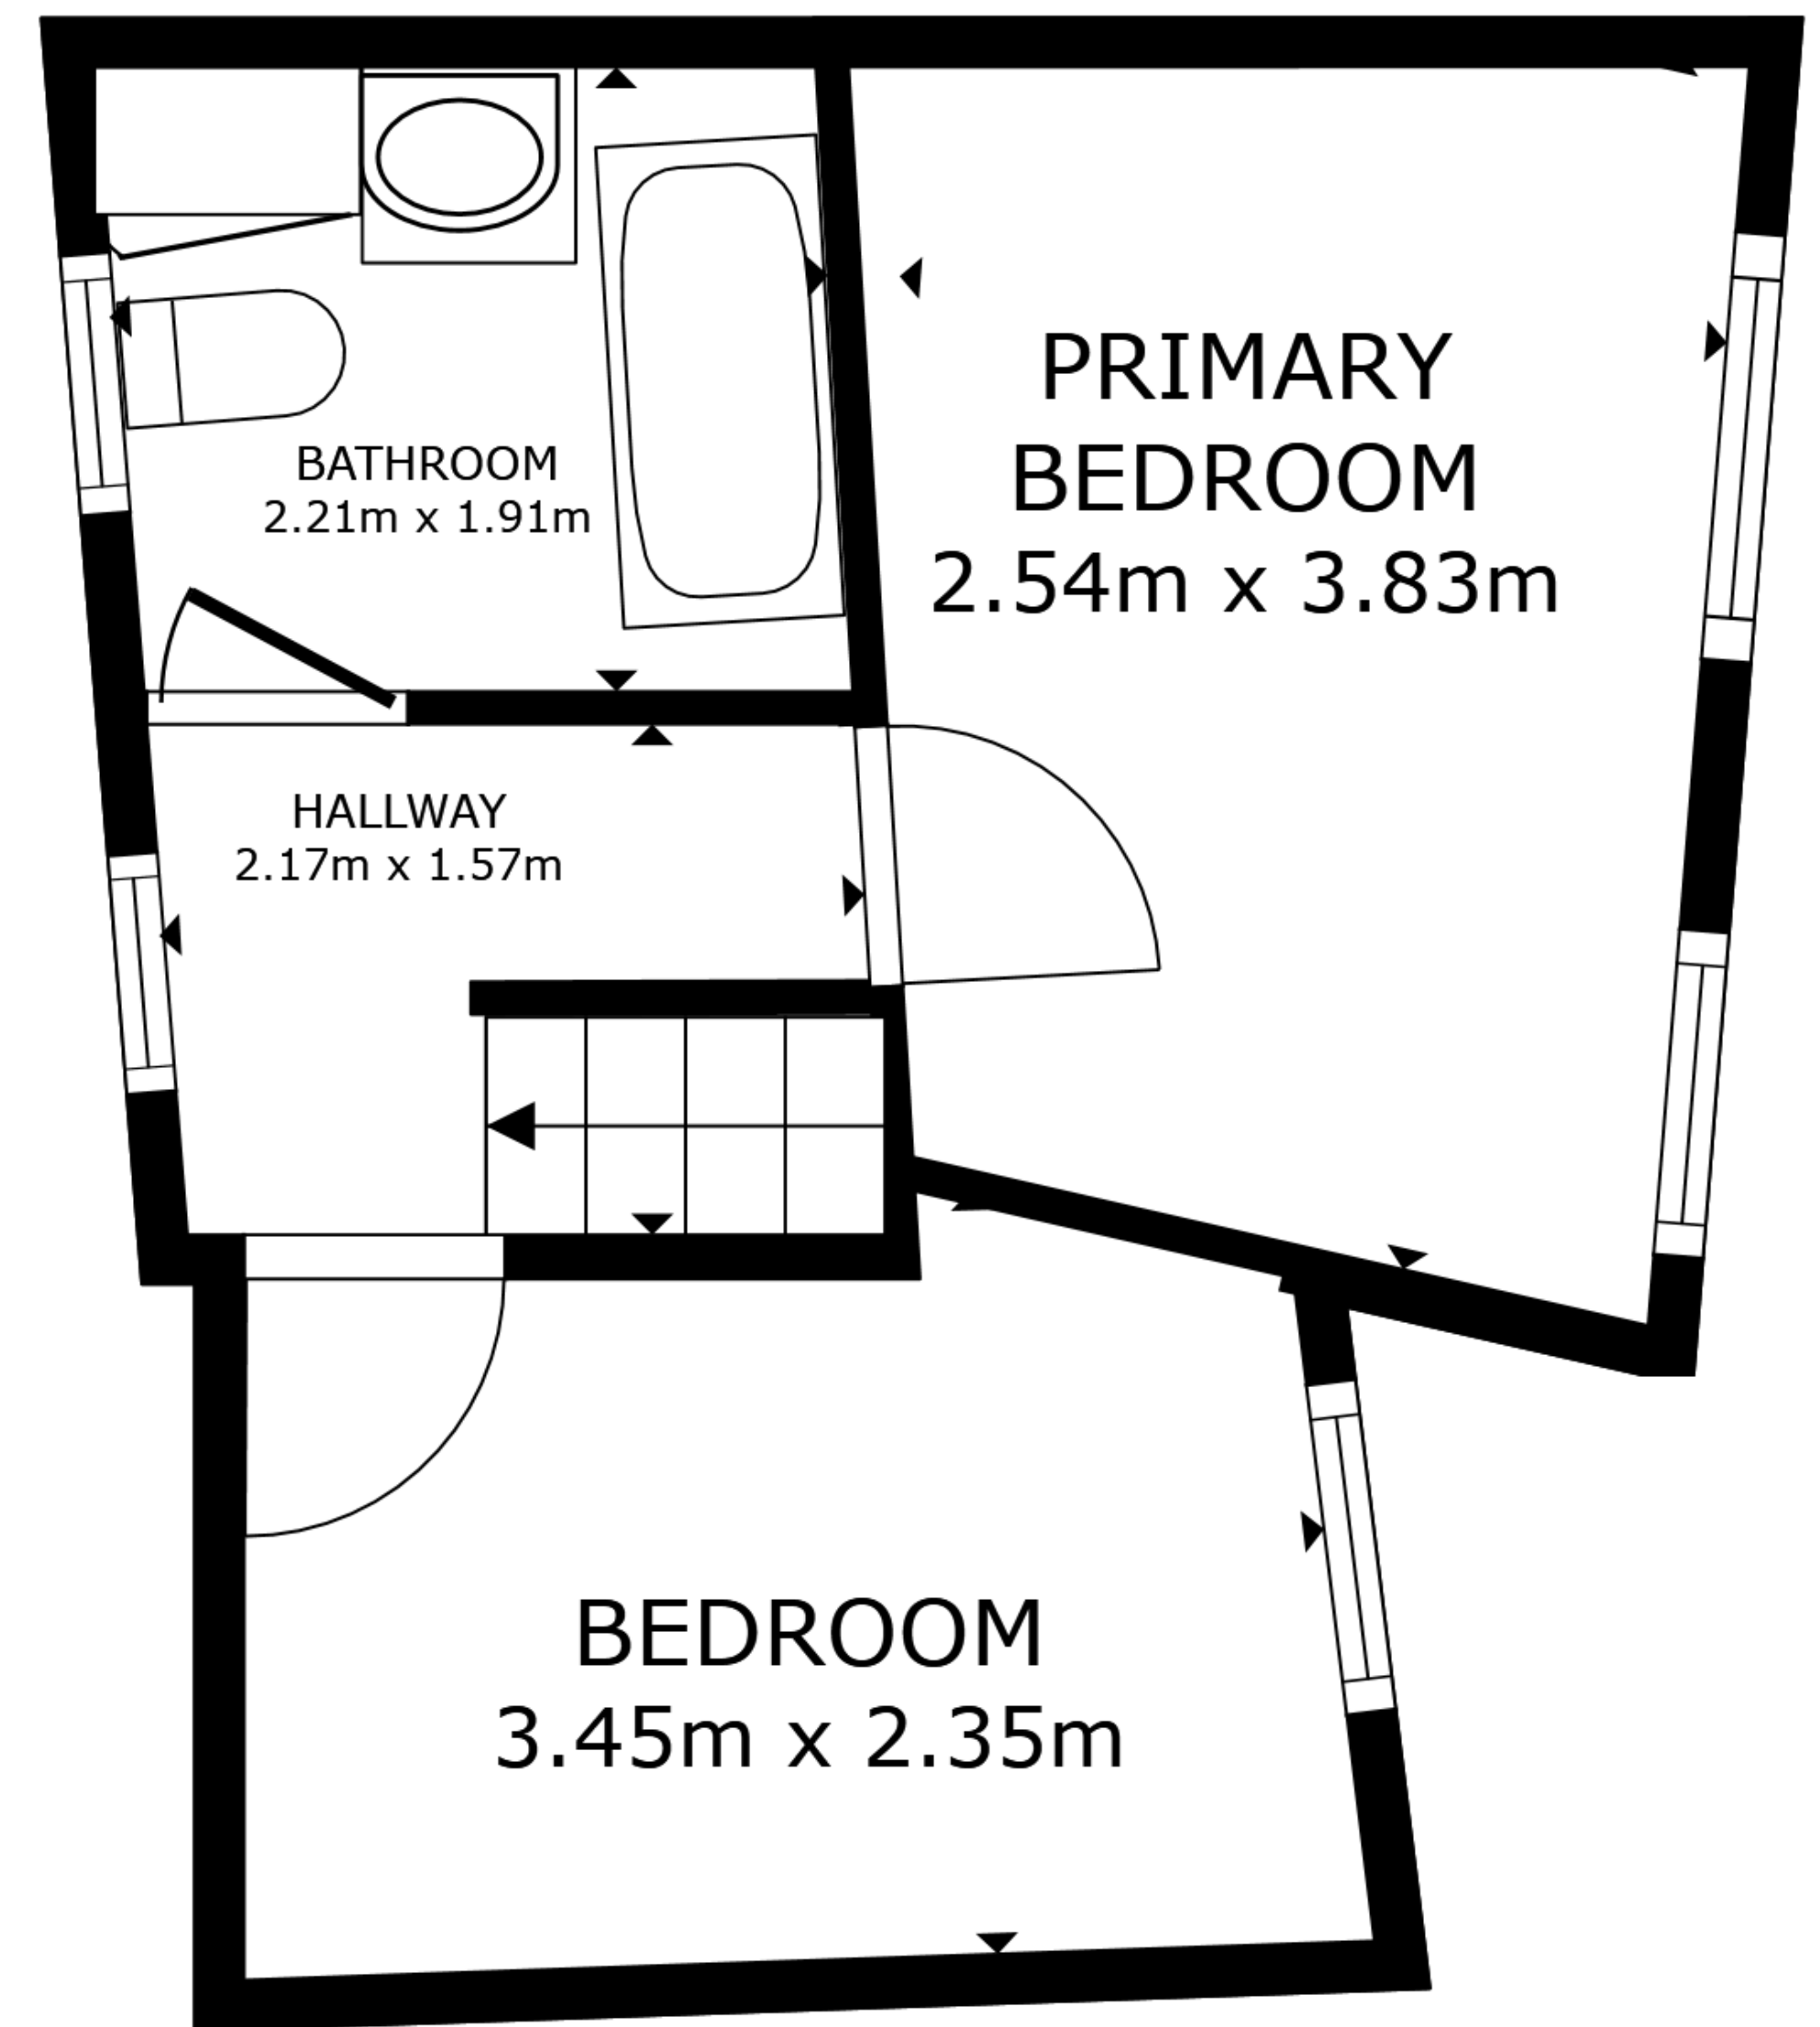 PRIMARY
BEDROOM
2.54m x 3.83m
BATHROOM
2.21m x 1.91m
HALLWAY
2.17m x 1.57m
BEDROOM
3.45m x 2.35m